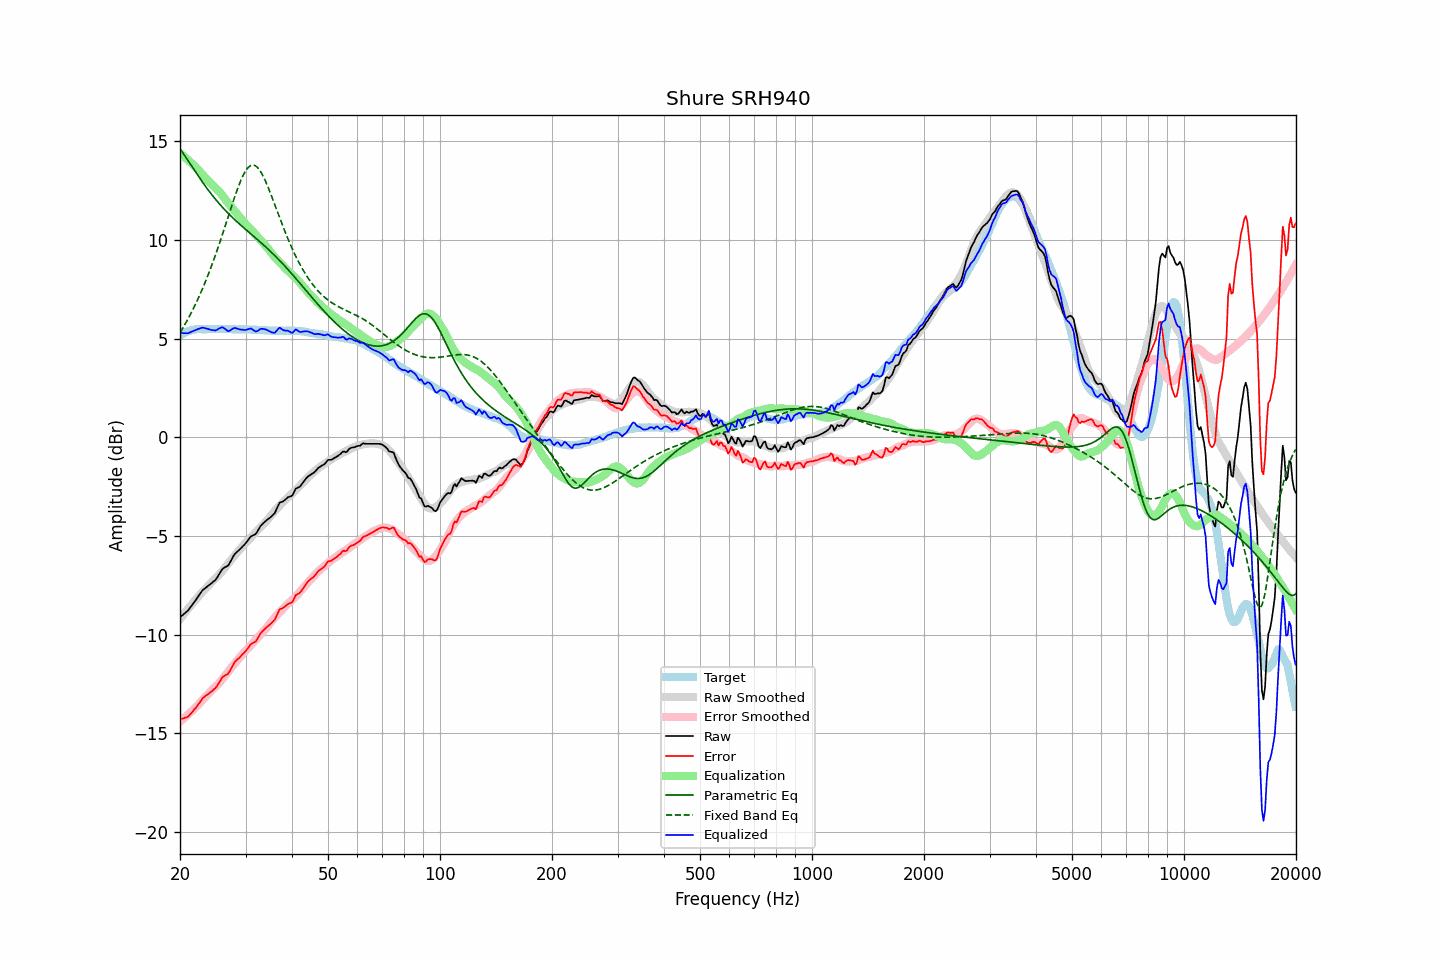 Shure SRH940
Amplitude (dBr)
15
10
5
0
−5
−10
−15
−20
Target
Raw Smoothed
Error Smoothed
Raw
Error
Equalization
Parametric Eq
Fixed Band Eq
Equalized
20
50
100
200
500
1000
2000
5000
10000
20000
Frequency (Hz)